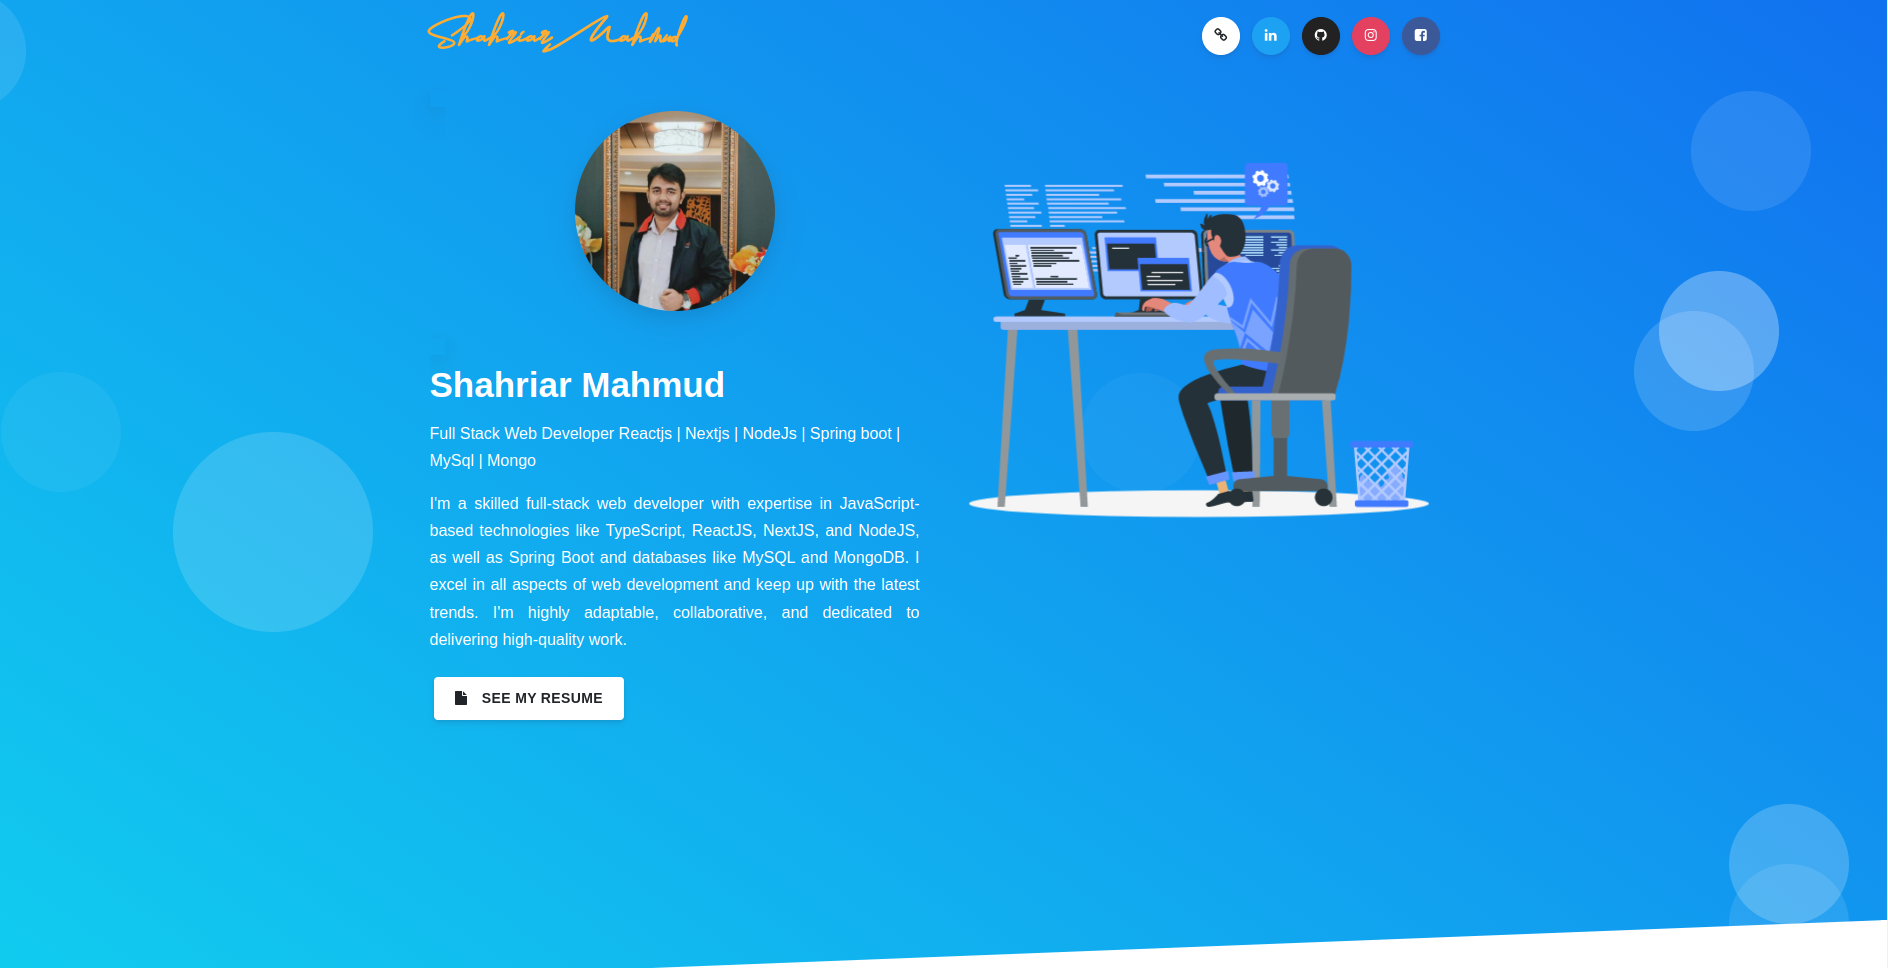 Shahriar Mahmud
Shahriar Mahmud
Full Stack Web Developer Reactjs | Nextjs | NodeJs | Spring boot |
MySql | Mongo
I'm a skilled full-stack web developer with expertise in JavaScript-
based technologies like TypeScript, ReactJS, NextJS, and NodeJS,
as well as Spring Boot and databases like MySQL and MongoDB. I
excel in all aspects of web development and keep up with the latest
trends. I'm highly adaptable, collaborative, and dedicated to
delivering high-quality work.
SEE MY RESUME